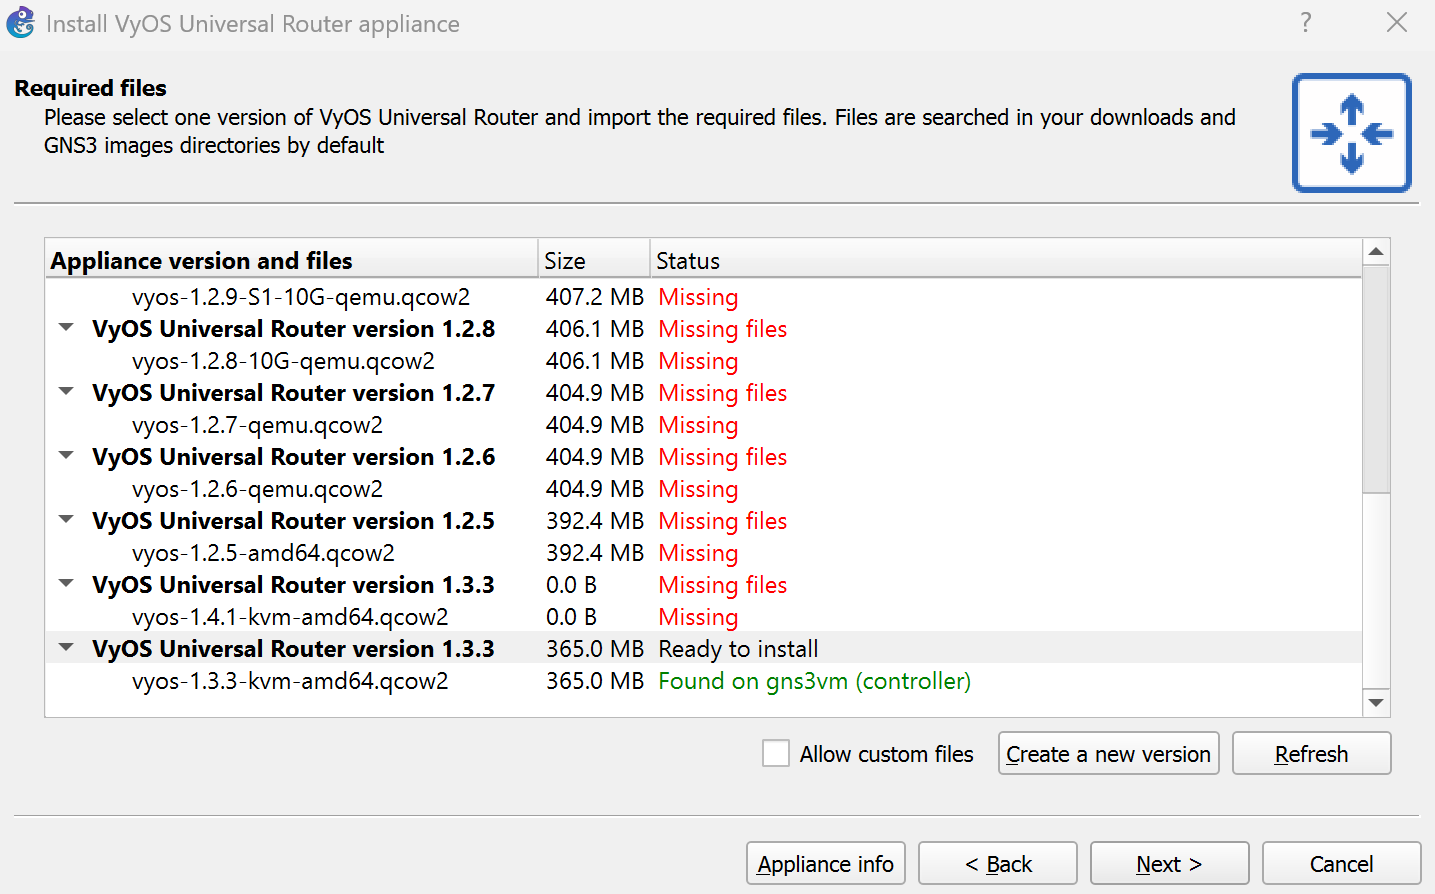 Install VyOS Universal Router appliance
?
Required files
Please select one version of VyOS Universal Router and import the required files. Files are searched in your downloads and
GNS3 images directories by default
Appliance version and files Size Status
vyos-1.2.9-S1-10G-qemu.qcow2 407.2 MB Missing
VyOS Universal Router version 1.2.8 406.1 MB Missing files
vyos-1.2.8-10G-qemu.qcow2 406.1 MB Missing
VyOS Universal Router version 1.2.7 404.9 MB Missing files
vyos-1.2.7-qemu.qcow2 404.9 MB Missing
VyOS Universal Router version 1.2.6 404.9 MB Missing files
vyos-1.2.6-qemu.qcow2 404.9 MB Missing
VyOS Universal Router version 1.2.5 392.4 MB Missing files
vyos-1.2.5-amd64.qcow2 392.4 MB Missing
VyOS Universal Router version 1.3.3 0.0 B Missing files
vyos-1.4.1-kvm-amd64.qcow2 0.0 B Missing
VyOS Universal Router version 1.3.3 365.0 MB Ready to install
vyos-1.3.3-kvm-amd64.qcow2 365.0 MB Found on gns3vm (controller)
Allow custom files Create a new version Refresh
Appliance info < Back Next > Cancel